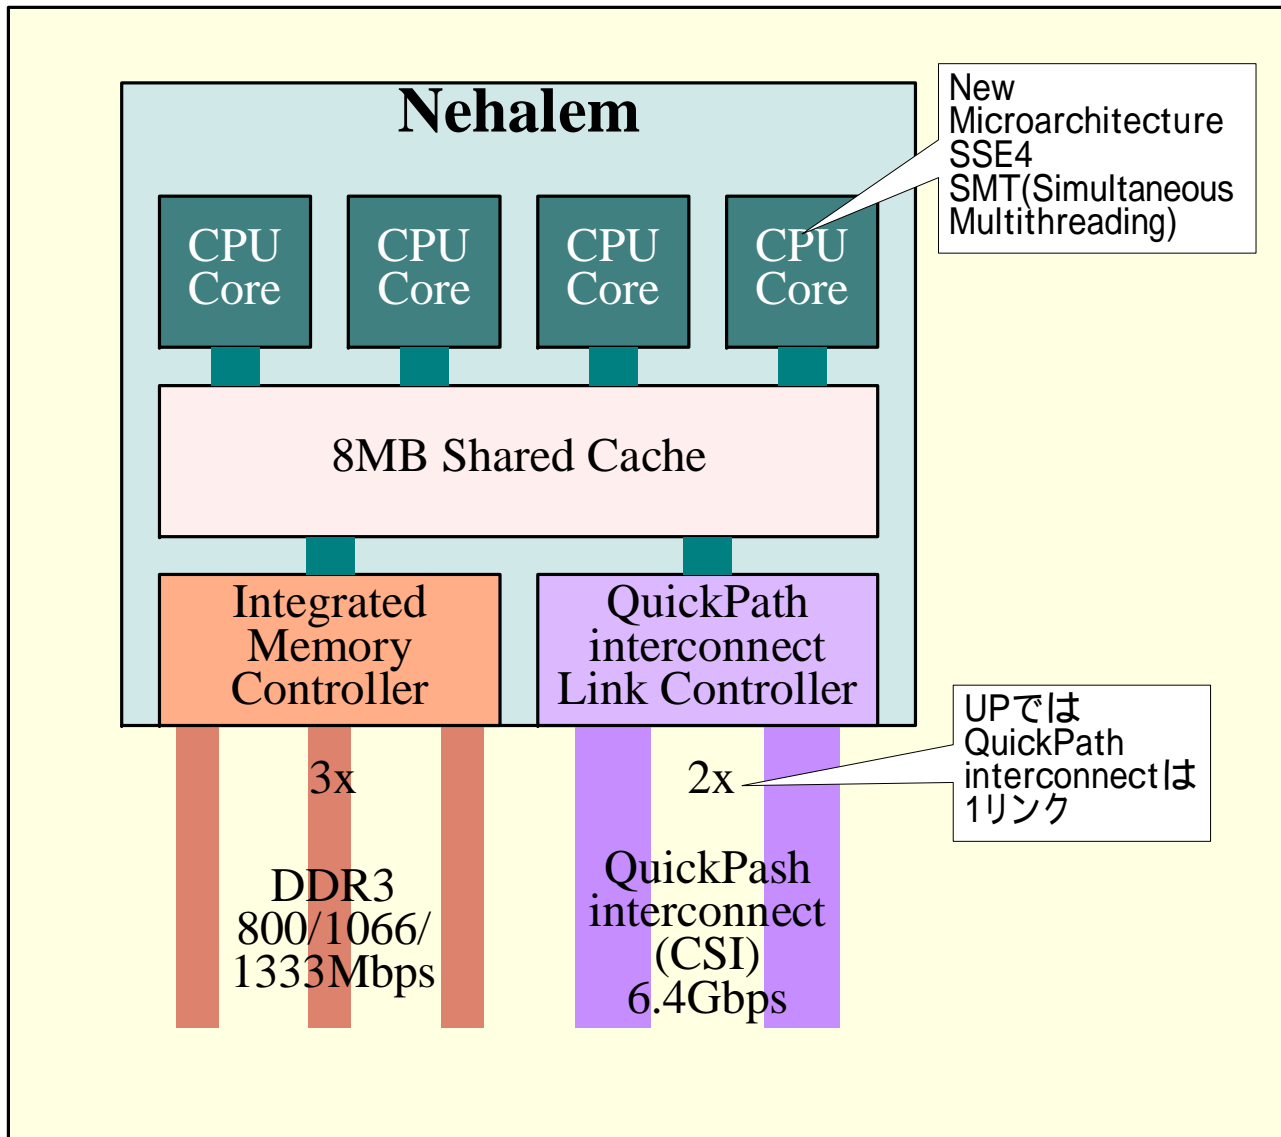 Nehalem
New
Microarchitecture
SSE4
SMT(Simultaneous
Multithreading)
CPU
Core
CPU
Core
CPU
Core
CPU
Core
8MB Shared Cache
Integrated
Memory
Controller
QuickPath
interconnect
Link Controller
3x
2x
UPでは
QuickPath
interconnectは
1リンク
DDR3
800/1066/
1333Mbps
QuickPash
interconnect
(CSI)
6.4Gbps